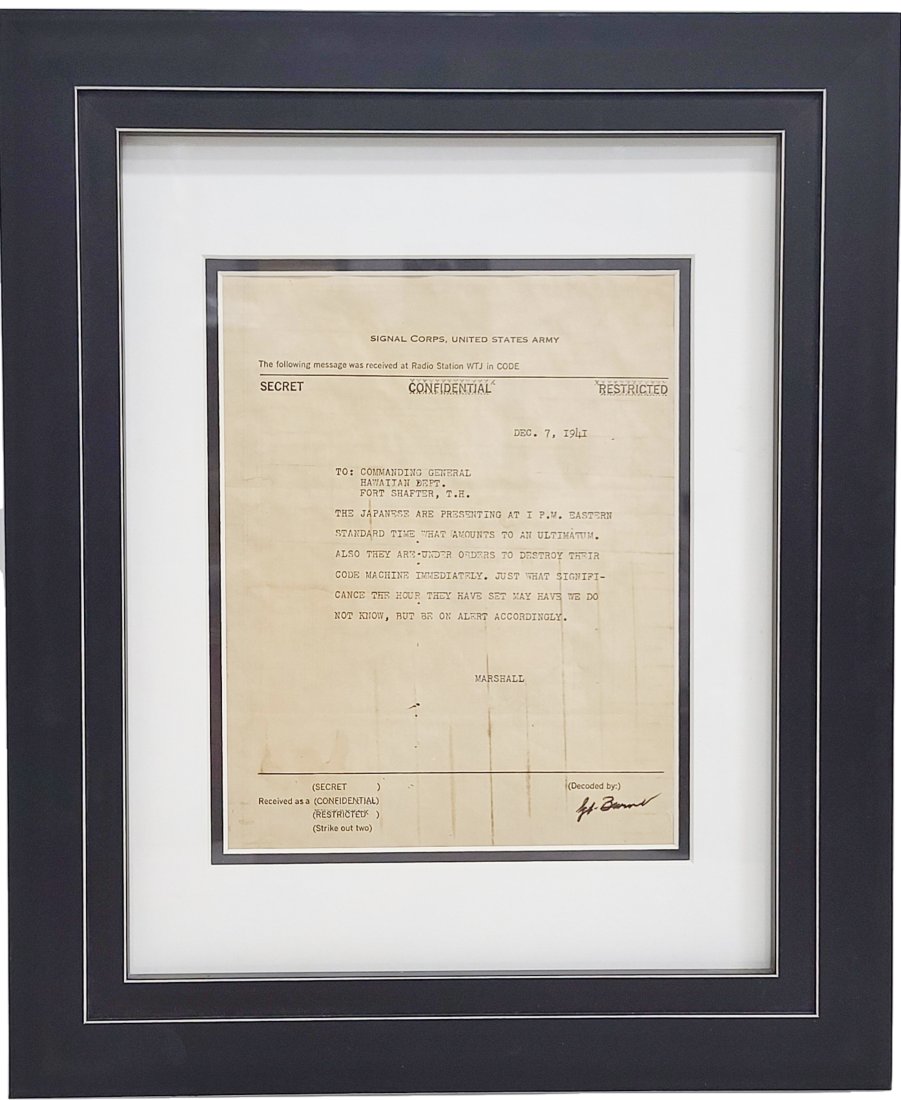 SIGNAL CORPS, UNITED STATES ARMY
The following message was received at Radio Station WTJ in CODE
SECRET CONFIDENTIAL RESTRICTED
DEC. 7, I94I
TO: COMMANDING GENERAL
HAWAIIAN DEPT.
FORT SHAFTER, T.H.
THE JAPANESE ARE PRESENTING AT I P.M. EASTERN
STANDARD TIME WHAT AMOUNTS TO AN ULTIMATUM.
ALSO THEY ARE UNDER ORDERS TO DESTROY THEIR
CODE MACHINE IMMEDIATELY. JUST WHAT SIGNIFI-
CANCE THE HOUR THEY HAVE SET MAY HAVE WE DO
NOT KNOW, BUT BE ON ALERT ACCORDINGLY.
MARSHALL
(SECRET )
Received as a (CONFIDENTIAL)
(RESTRICTED )
(Strike out two)
(Decoded by:)